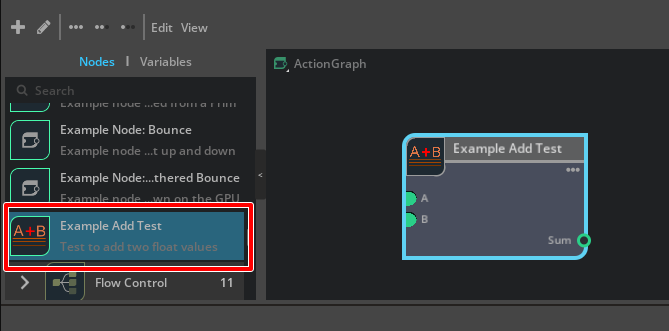 Edit View
Nodes | Variables
Search
ActionGraph
Example node ...ed from a Prim
Example Node: Bounce
Example node ...t up and down
Example Node:...thered Bounce
Example node ...wn on the GPU
A+B
Example Add Test
Test to add two float values
Flow Control 11
A+B
Example Add Test
A
B
Sum